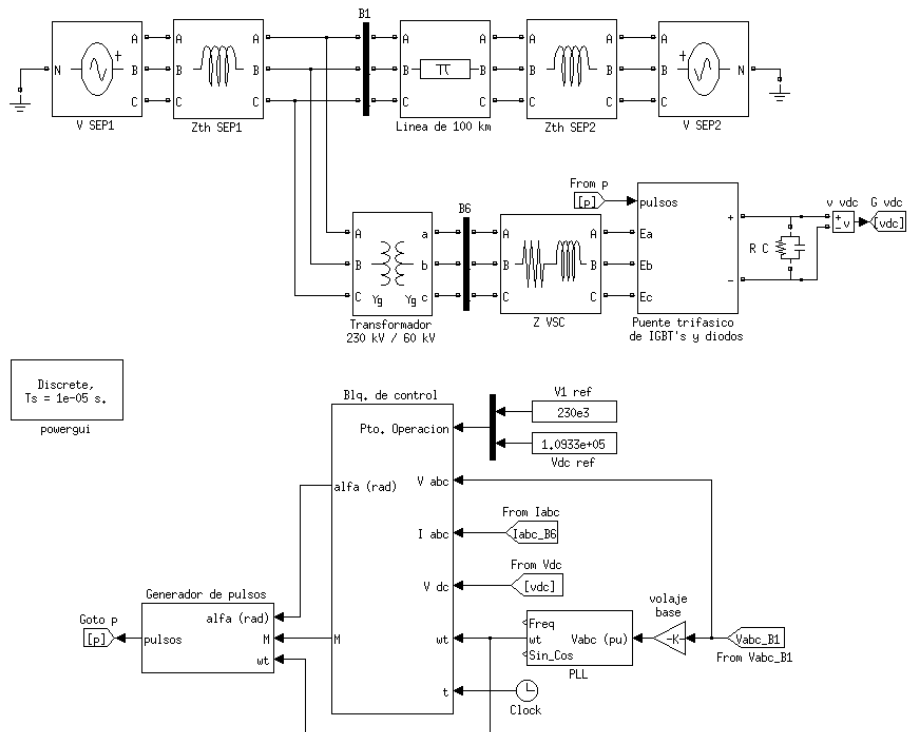 B1
A A A A A A A
N B B B B B B B N
C C C C C C C
V SEP1
Zth SEP1
π
Linea de 100 km
Zth SEP2
V SEP2
From p
[p]
pulsos
v vdc
G vdc
+
-v
[vdc]
B6
A a A A Ea
B b B B Eb
C Yg Yg c C C Ec
+
-
R C
Transformador
230 kV / 60 kV
Z VSC
Puente trifasico
de IGBT's y diodos
Discrete,
Ts = 1e-05 s.
powergui
Blq. de control
Pto. Operacion
V1 ref
230e3
1.0933e+05
Vdc ref
alfa (rad)
V abc
I abc
From Iabc
Iabc_B6
V dc
From Vdc
[vdc]
M
wt
t
Freq
wt
Sin_Cos
Vabc (pu)
PLL
volaje
base
-K-
Vabc_B1
From Vabc_B1
Clock
Generador de pulsos
alfa (rad)
M
wt
pulsos
Goto p
[p]